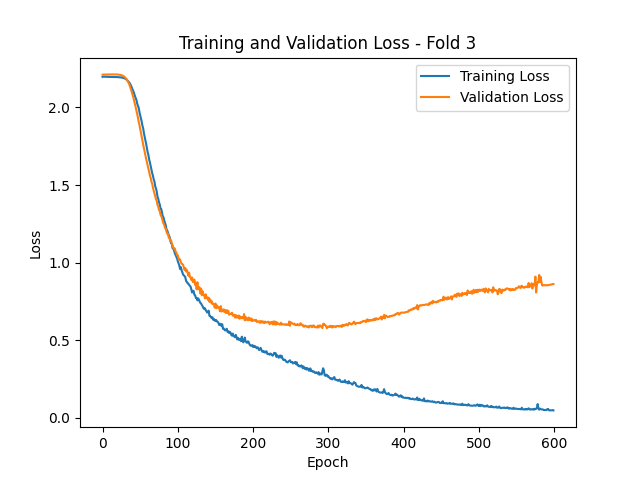 Training and Validation Loss - Fold 3
Training Loss
Validation Loss
2.0
1.5
1.0
0.5
0.0
Loss
0 100 200 300 400 500 600
Epoch